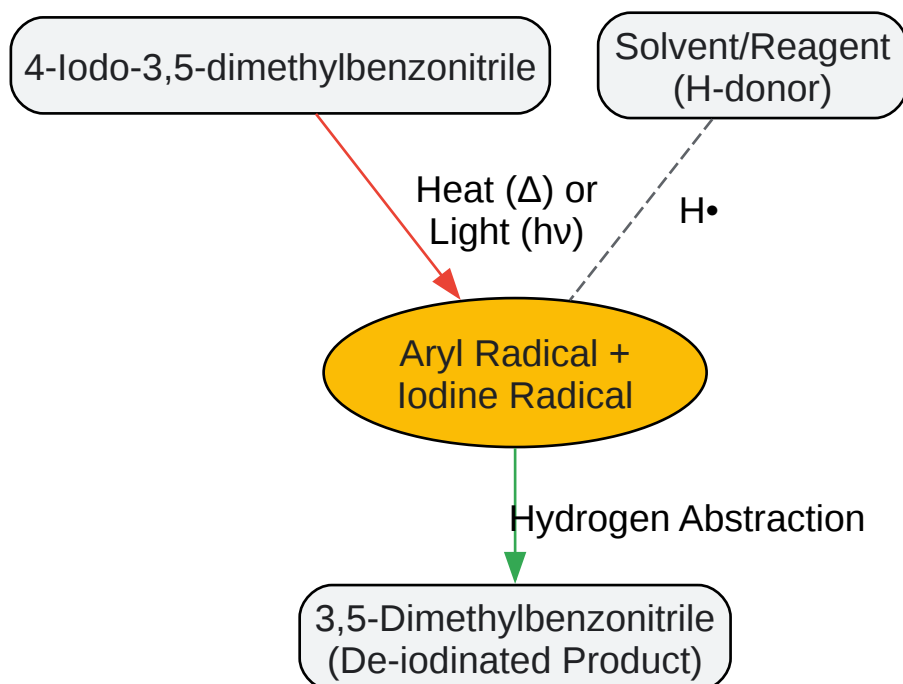 4-Iodo-3,5-dimethylbenzonitrile
Solvent/Reagent
(H-donor)
Heat (Δ) or
Light (hν)
H•
Aryl Radical +
Iodine Radical
Hydrogen Abstraction
3,5-Dimethylbenzonitrile
(De-iodinated Product)